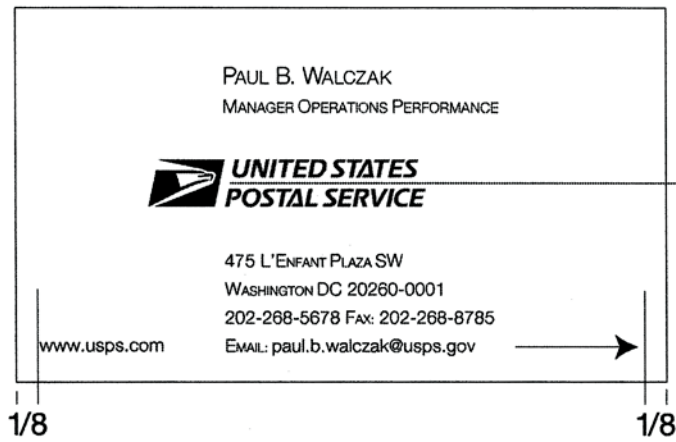 PAUL B. WALCZAK
MANAGER OPERATIONS PERFORMANCE
UNITED STATES
POSTAL SERVICE
475 L'ENFANT PLAZA SW
WASHINGTON DC 20260-0001
202-268-5678 FAX: 202-268-8785
www.usps.com EMAIL: paul.b.walczak@usps.gov
1/8 1/8